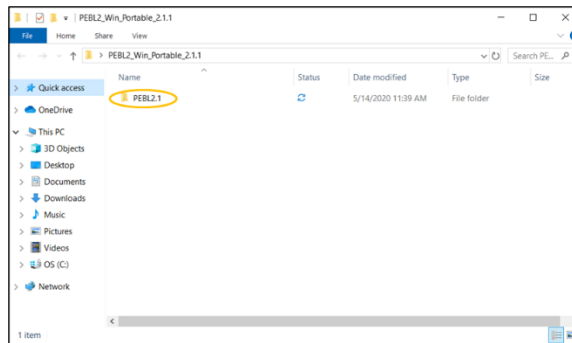 PEBL2_Win_Portable_2.1.1
File Home Share View
PEBL2_Win_Portable_2.1.1
Search PE...
Name Status Date modified Type Size
PEBL2.1 5/14/2020 11:39 AM File folder
Quick access
OneDrive
This PC
3D Objects
Desktop
Documents
Downloads
Music
Pictures
Videos
OS (C:)
Network
1 item